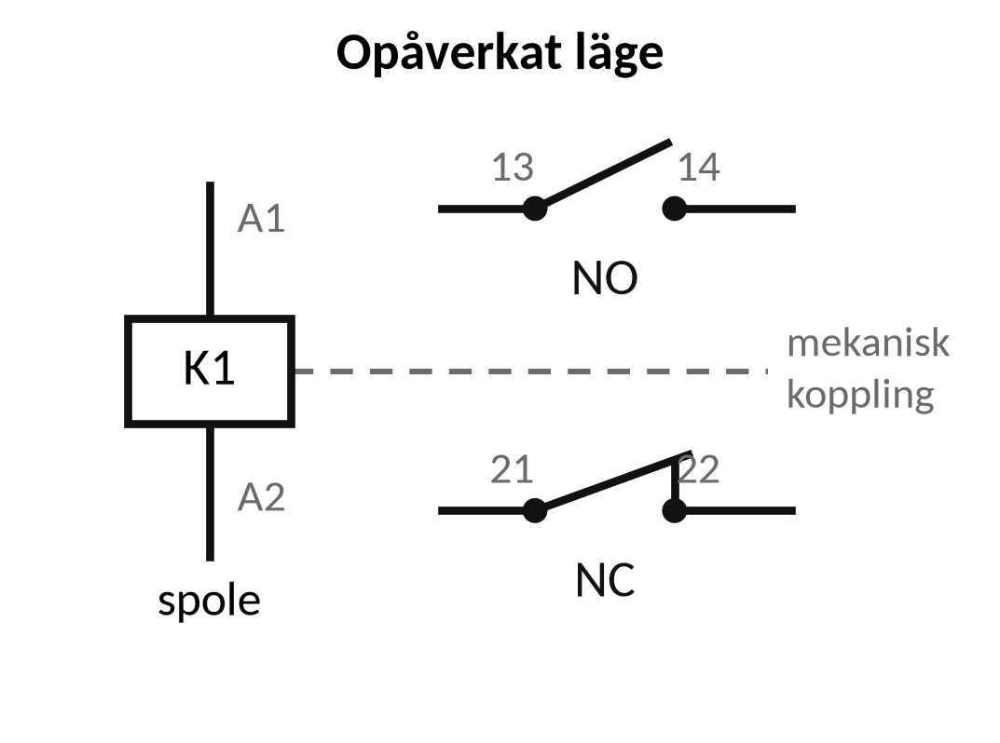 Opåverkat läge
13
14
A1
NO
mekanisk
koppling
K1
21
22
A2
NC
spole